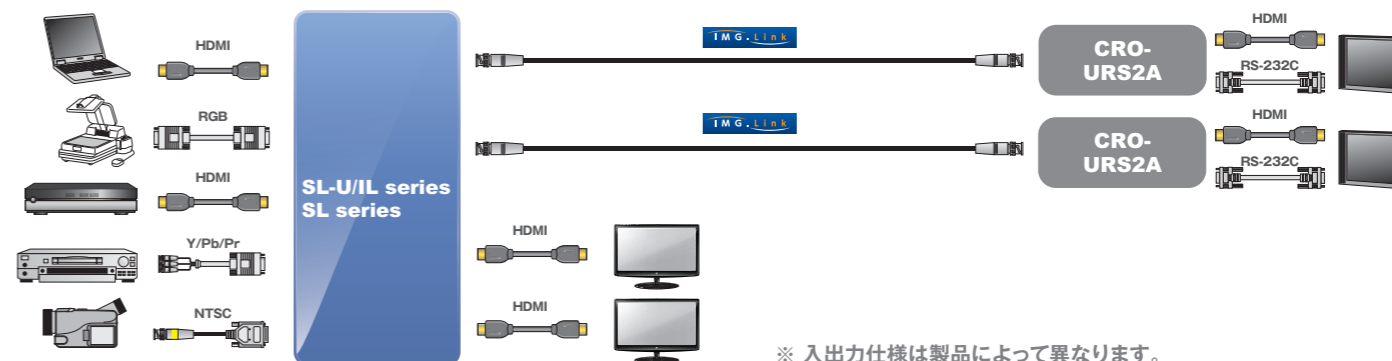 HDMI
RGB
HDMI
Y/Pb/Pr
NTSC
SL-U/IL series
SL series
IMG.Link
IMG.Link
HDMI
HDMI
CRO-
URS2A
HDMI
RS-232C
CRO-
URS2A
HDMI
RS-232C
※ 入出力仕様は製品によって異なります。